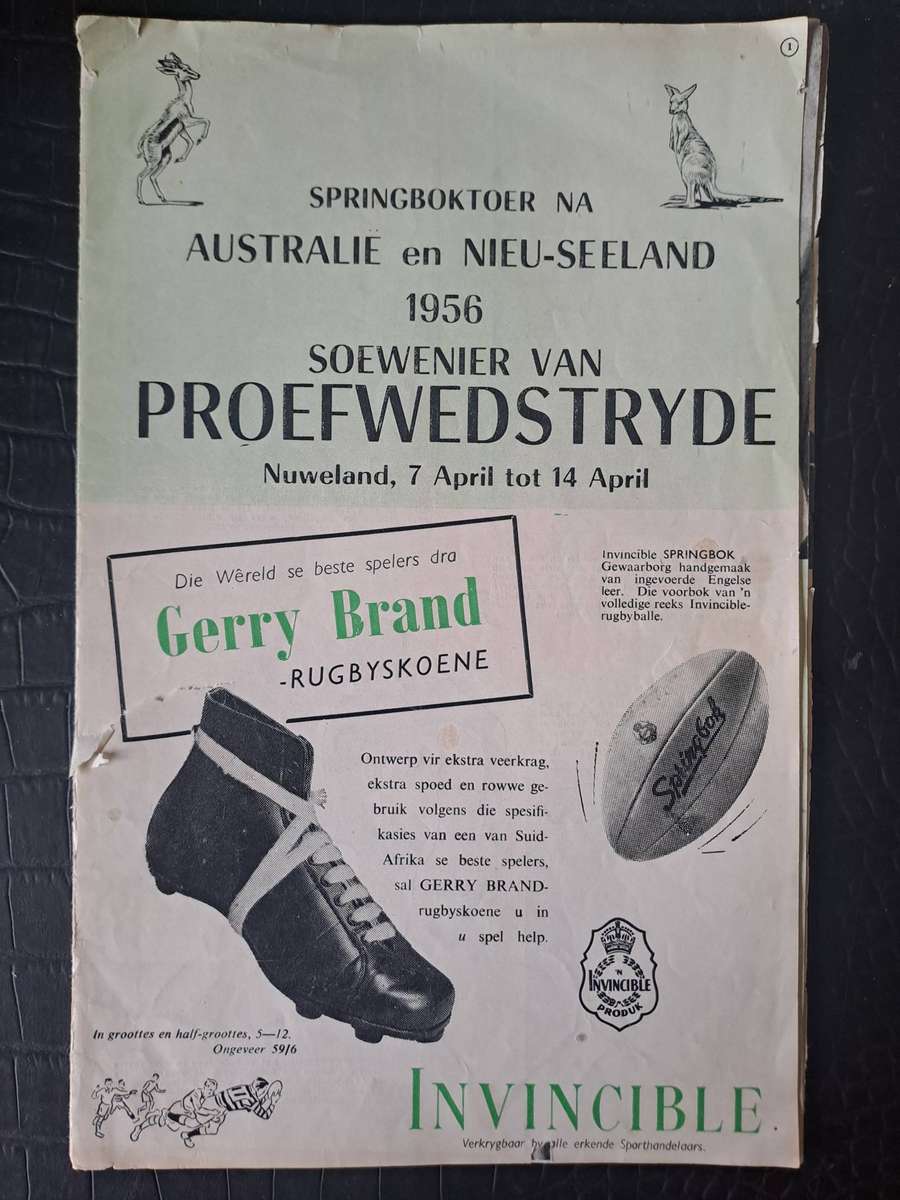 1
SPRINGBOKTOER NA
AUSTRALIË en NIEU-SEELAND
1956
SOEWENIER VAN
PROEFWEDSTRYDE
Nuweland, 7 April tot 14 April
Die Wêreld se beste spelers dra
Gerry Brand
-RUGBYSKOENE
Invincible SPRINGBOK
Gewaarborg handgemaak
van ingevoerde Engelse
leer. Die voorbok van 'n
volledige reeks Invincible-
rugbyballe.
Springbok
Ontwerp vir ekstra veerkrag,
ekstra spoed en rowwe ge-
bruik volgens die spesifi-
kasies van een van Suid-
Afrika se beste spelers,
sal GERRY BRAND-
rugbyskoene u in
u spel help.
'N
INVINCIBLE
PRODUK
In groottes en half-groottes, 5—12.
Ongeveer 59/6
INVINCIBLE
Verkrygbaar by alle erkende Sporthandelaars.